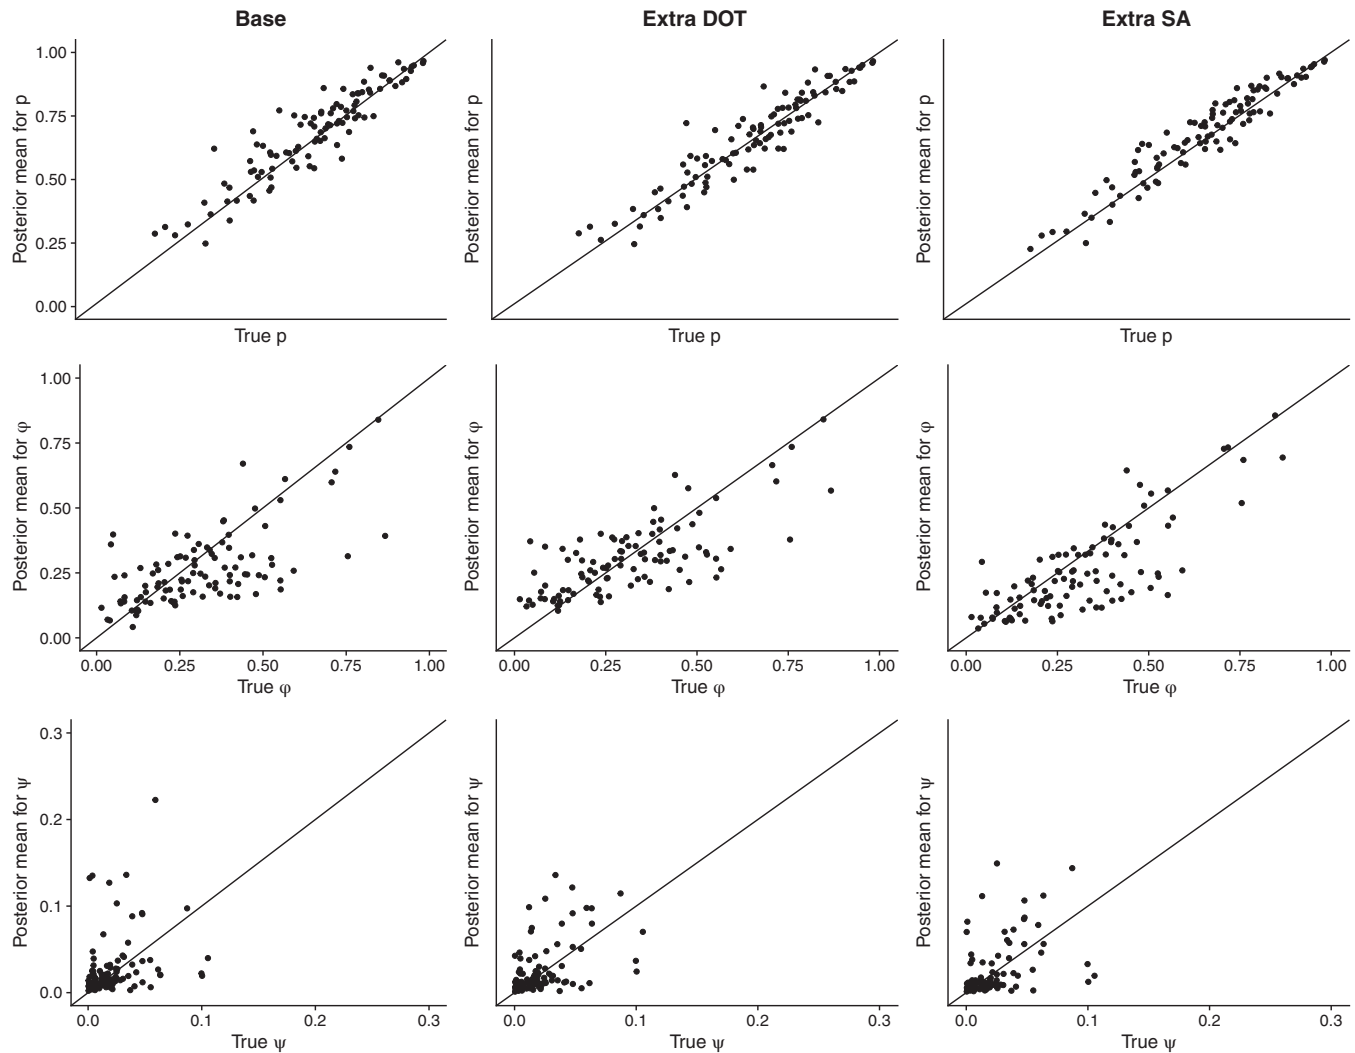 Base Extra DOT Extra SA
1.00
0.75
0.50
0.25
0.00
Posterior mean for p
Posterior mean for p
Posterior mean for p
True p True p True p
1.00
0.75
0.50
0.25
0.00
Posterior mean for φ
Posterior mean for φ
Posterior mean for φ
0.00 0.25 0.50 0.75 1.00 0.00 0.25 0.50 0.75 1.00 0.00 0.25 0.50 0.75 1.00
True φ True φ True φ
0.3
0.2
0.1
0.0
Posterior mean for ψ
Posterior mean for ψ
Posterior mean for ψ
0.0 0.1 0.2 0.3 0.0 0.1 0.2 0.3 0.0 0.1 0.2 0.3
True ψ True ψ True ψ